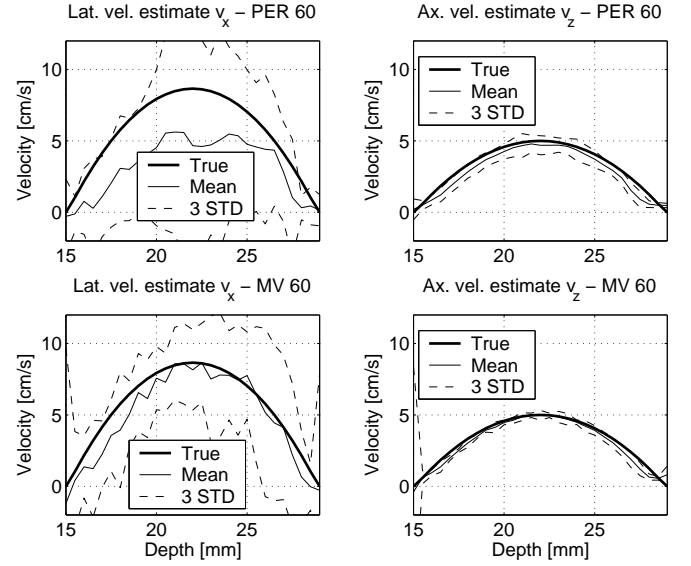 Lat. vel. estimate v_x − PER 60
Velocity [cm/s]
10
5
0
15 20 25
True
Mean
3 STD
Ax. vel. estimate v_z − PER 60
Velocity [cm/s]
10
5
0
15 20 25
True
Mean
3 STD
Lat. vel. estimate v_x − MV 60
Velocity [cm/s]
10
5
0
15 20 25
Depth [mm]
True
Mean
3 STD
Ax. vel. estimate v_z − MV 60
Velocity [cm/s]
10
5
0
15 20 25
Depth [mm]
True
Mean
3 STD